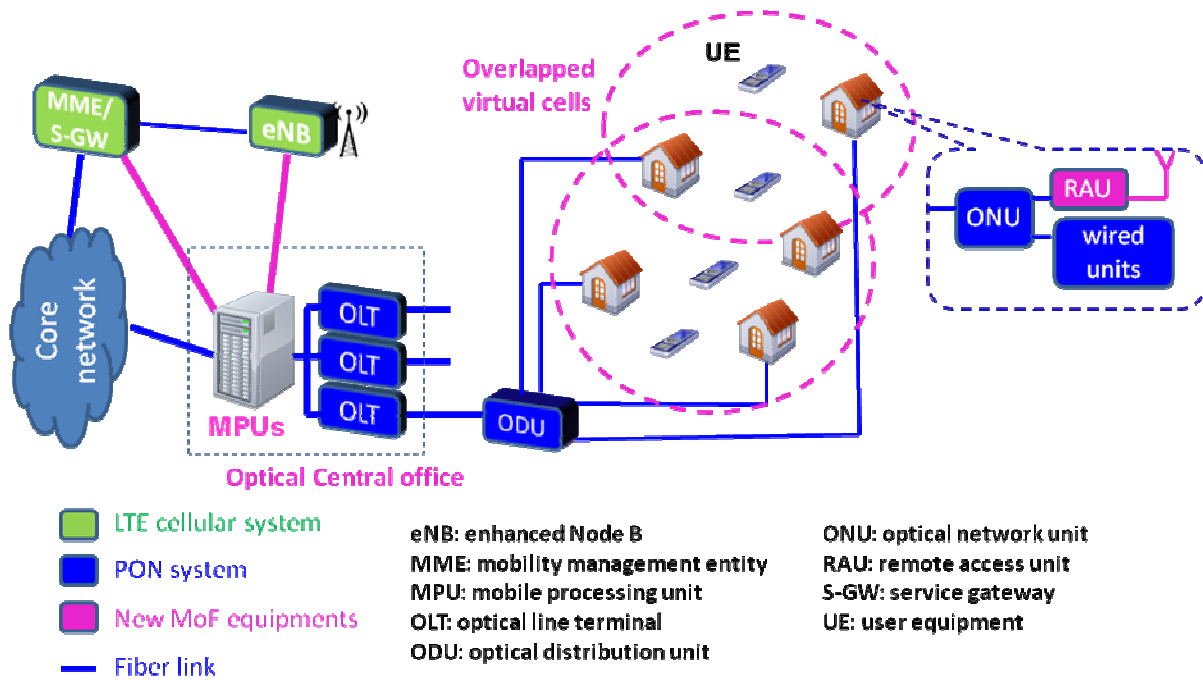 UE
Overlapped
virtual cells
MME/
S-GW
eNB
RAU
ONU
wired
units
Core
network
OLT
OLT
OLT
MPUs
ODU
Optical Central office
LTE cellular system
PON system
New MoF equipments
Fiber link
eNB: enhanced Node B
MME: mobility management entity
MPU: mobile processing unit
OLT: optical line terminal
ODU: optical distribution unit
ONU: optical network unit
RAU: remote access unit
S-GW: service gateway
UE: user equipment